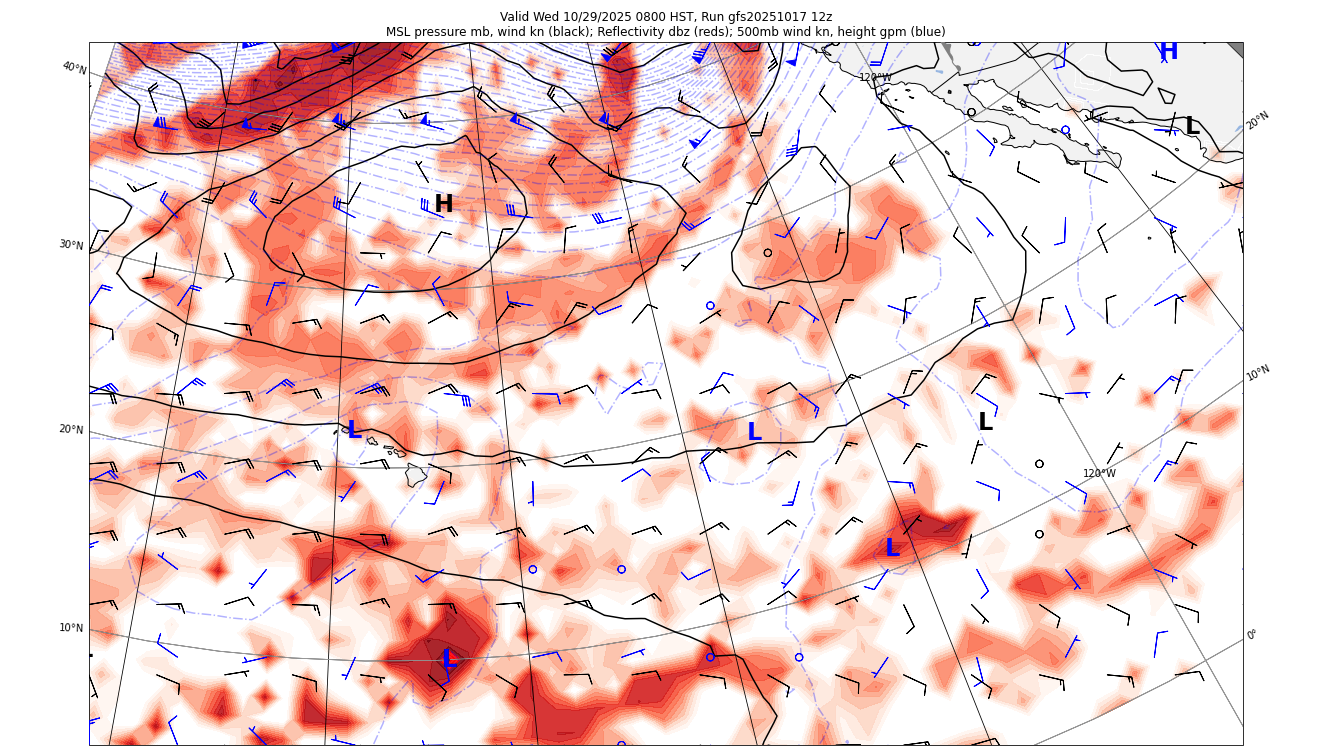 Valid Wed 10/29/2025 0800 HST, Run gfs20251017 12z
MSL pressure mb, wind kn (black); Reflectivity dbz (reds); 500mb wind kn, height gpm (blue)
H
40°N
120°W
20°N
L
H
30°N
10°N
L
L
L
20°N
120°W
L
10°N
0°
L